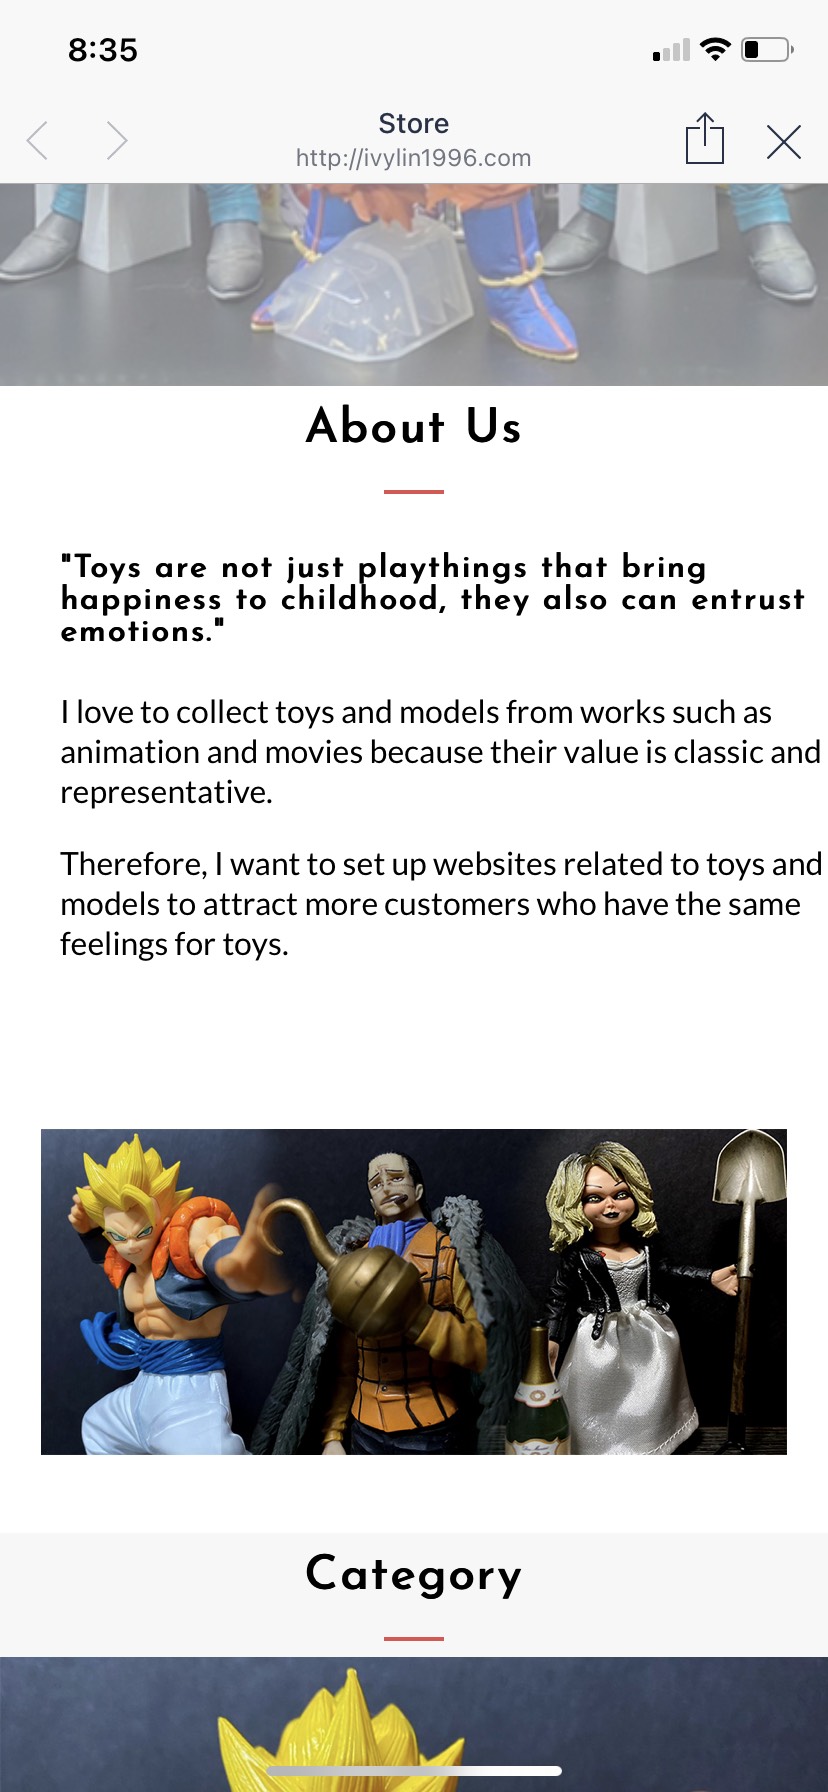 8:35
Store
http://ivylin1996.com
About Us
"Toys are not just playthings that bring
happiness to childhood, they also can entrust
emotions."
I love to collect toys and models from works such as
animation and movies because their value is classic and
representative.
Therefore, I want to set up websites related to toys and
models to attract more customers who have the same
feelings for toys.
Category